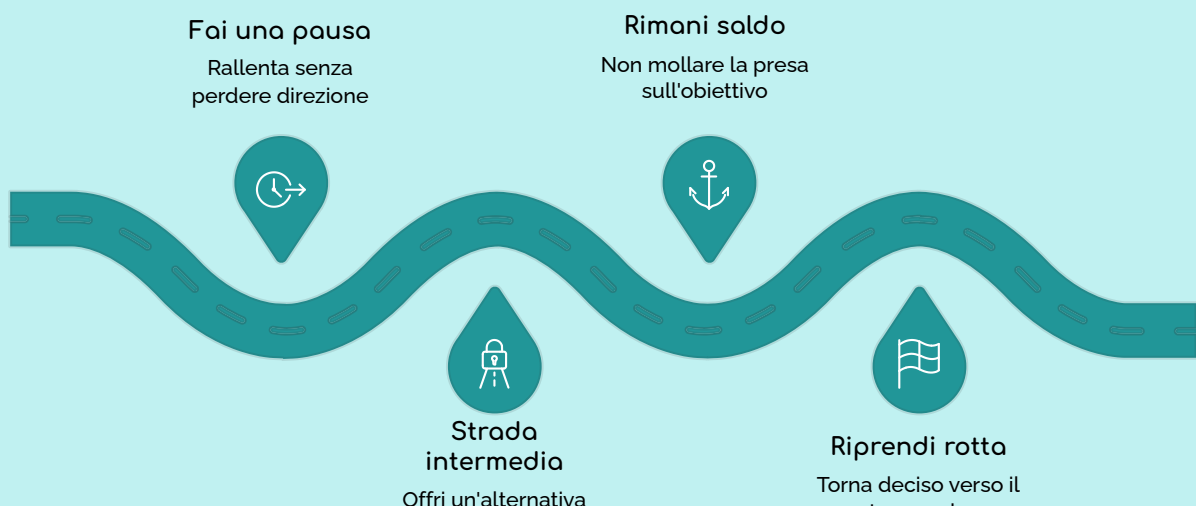 Fai una pausa
Rallenta senza
perdere direzione
Strada
intermedia
Offri un'alternativa
Rimani saldo
Non mollare la presa
sull'obiettivo
Riprendi rotta
Torna deciso verso il